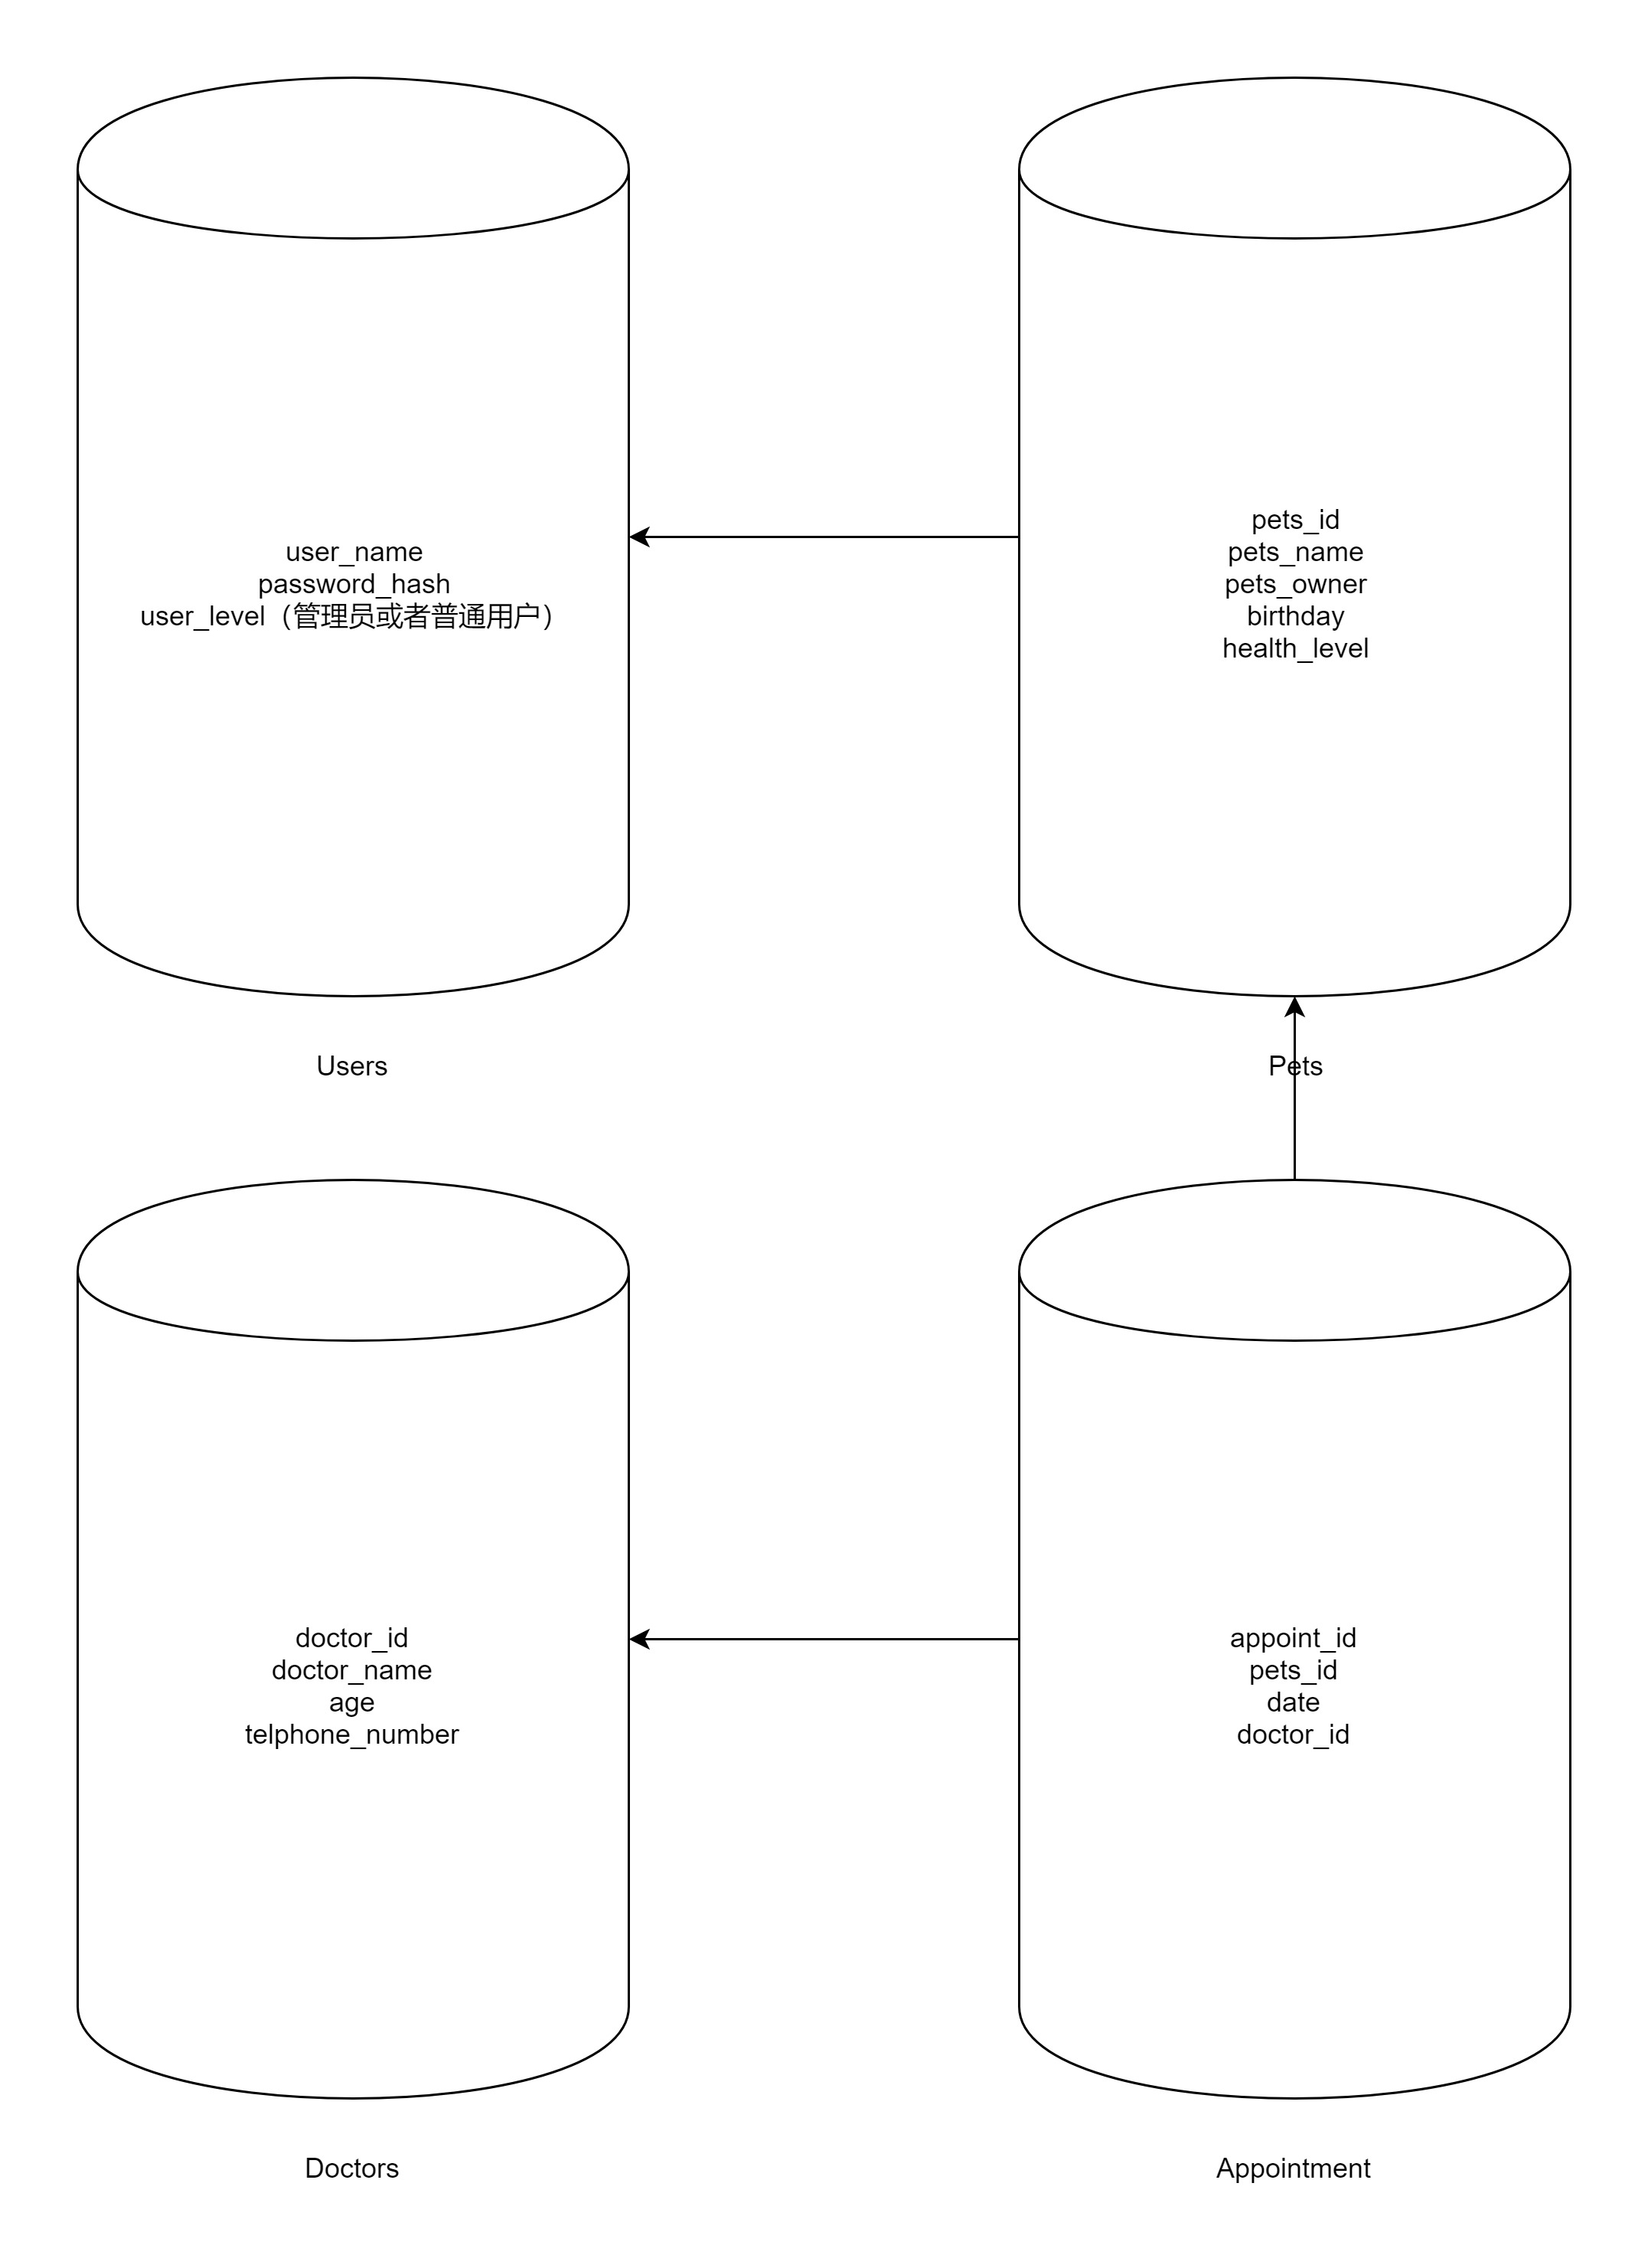 user_name
password_hash
user_level（管理员或者普通用户）
Users
pets_id
pets_name
pets_owner
birthday
health_level
Pets
doctor_id
doctor_name
age
telphone_number
Doctors
appoint_id
pets_id
date
doctor_id
Appointment